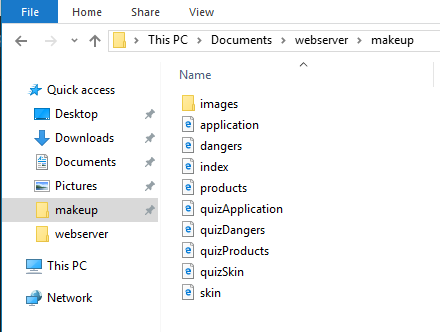 File Home Share View
This PC Documents webserver makeup
Name
Quick access
Desktop
Downloads
Documents
Pictures
makeup
webserver
This PC
Network
images
application
dangers
index
products
quizApplication
quizDangers
quizProducts
quizSkin
skin